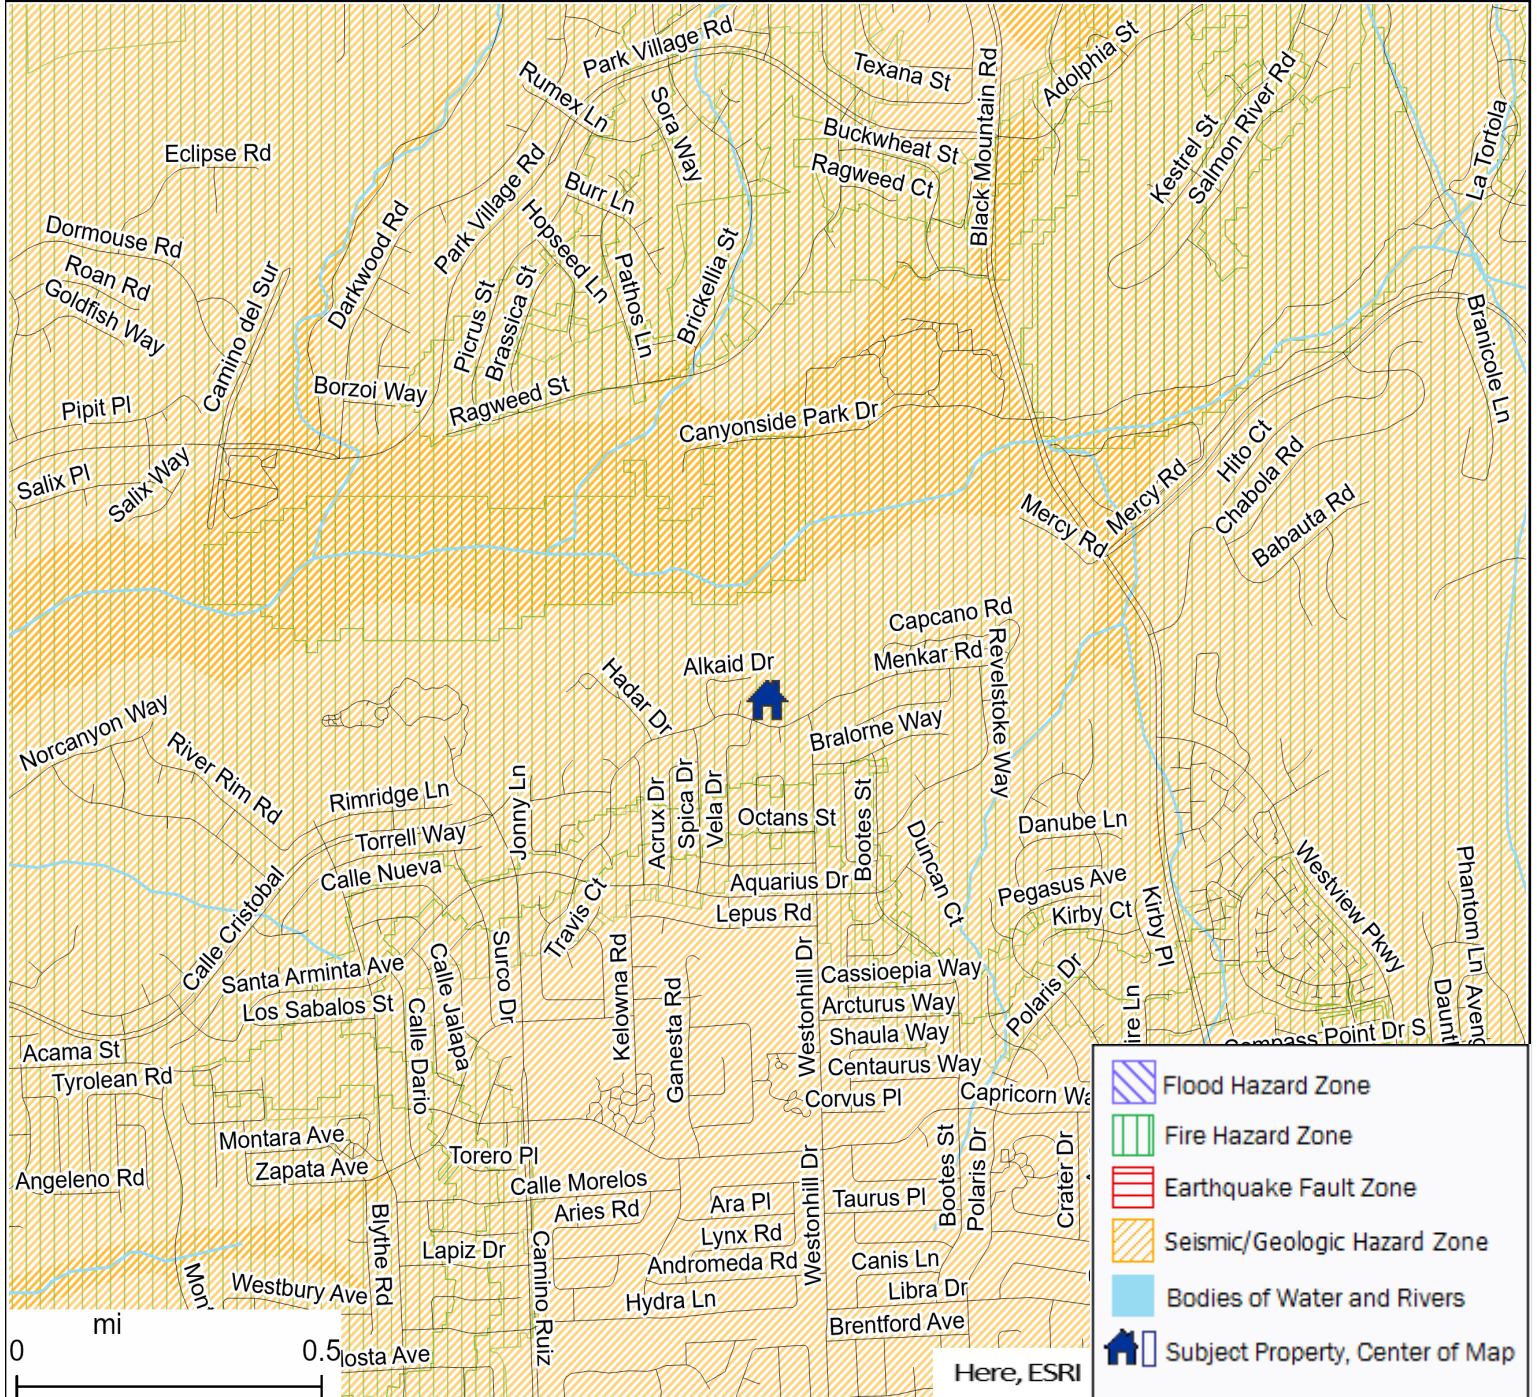 Park Village Rd
Adolphia St
Texana St
Rumex Ln
Sora Way
Black Mountain Rd
Buckwheat St
Ragweed Ct
Kestrel St
Salmon River Rd
La Tortola
Eclipse Rd
Park Village Rd
Burr Ln
Hopseed Ln
Dormouse Rd
Darkwood Rd
Roan Rd
Goldfish Way
Camino del Sur
Picrus St
Brassica St
Pathos Ln
Brickellia St
Branicole Ln
Borzoi Way
Ragweed St
Pipit Pl
Canyonside Park Dr
Salix Pl
Salix Way
Hito Ct
Chabola Rd
Mercy Rd
Mercy Rd
Babauta Rd
Capcano Rd
Menkar Rd
Revelstoke Way
Alkaid Dr
Hadar Dr
Norcanyon Way
Bralorne Way
River Rim Rd
Rimridge Ln
Jonny Ln
Acrux Dr
Spica Dr
Vela Dr
Octans St
Bootes St
Danube Ln
Torrell Way
Duncan Ct
Westview Pkwy
Calle Nueva
Aquarius Dr
Pegasus Ave
Phantom Ln
Calle Cristobal
Travis Ct
Lepus Rd
Kirby Ct
Kirby Pl
Santa Arminta Ave
Calle Jalapa
Surco Dr
Kelowna Rd
Ganesta Rd
Westonhill Dr
Cassioepia Way
Polaris Dr
Los Sabalos St
Calle Dario
Arcturus Way
ire Ln
Daunt
Aveng
Shaula Way
Compass Point Dr S
Acama St
Centaurus Way
Tyrolean Rd
Corvus Pl
Capricorn Wa
Montara Ave
Torero Pl
Bootes St
Polaris Dr
Crater Dr
Zapata Ave
Angeleno Rd
Calle Morelos
Westonhill Dr
Ara Pl
Taurus Pl
Aries Rd
Blythe Rd
Lynx Rd
Lapiz Dr
Camino Ruiz
Andromeda Rd
Canis Ln
Westbury Ave
Libra Dr
Hydra Ln
Brentford Ave
Mont
losta Ave
mi
0 0.5
Here, ESRI
Flood Hazard Zone
Fire Hazard Zone
Earthquake Fault Zone
Seismic/Geologic Hazard Zone
Bodies of Water and Rivers
Subject Property, Center of Map